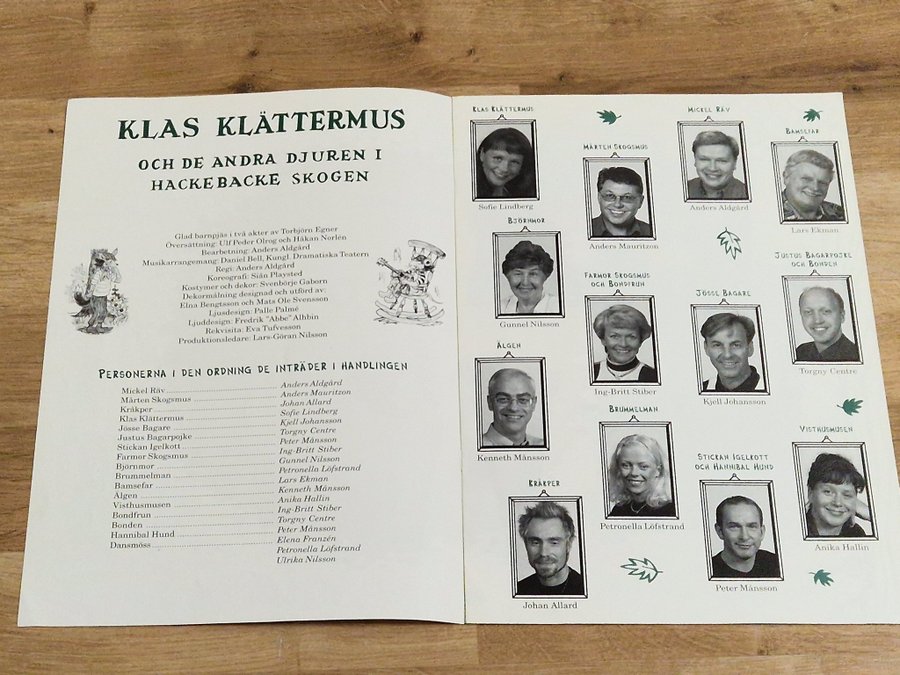 KLAS KLÄTTERMUS
OCH DE ANDRA DJUREN I
HACKEBACKE SKOGEN
Glad barnpjäs i två akter av Torbjörn Egner
Översättning: Ulf Peder Olrog och Håkan Norlén
Bearbetning: Anders Aldgård
Musikarrangemang: Daniel Bell, Kungl. Dramatiska Teatern
Regi: Anders Aldgård
Koreografi: Siân Playsted
Kostymer och dekor: Svenbörje Gaborn
Dekormålning designad och utförd av:
Elna Bengtsson och Mats Ole Svensson
Ljusdesign: Palle Palmé
Ljuddesign: Fredrik "Abbe" Alhbin
Rekvisita: Eva Tufvesson
Produktionsledare: Lars-Göran Nilsson
PERSONERNA I DEN ORDNING DE INTRÄDER I HANDLINGEN
Mickel Räv Anders Aldgård
Mårten Skogsmus Anders Mauritzon
Kråkper Johan Allard
Klas Klättermus Sofie Lindberg
Jösse Bagare Kjell Johansson
Justus Bagarpojke Torgny Centre
Stickan Igelkott Peter Månsson
Farmor Skogsmus Ing-Britt Stiber
Björnmor Gunnel Nilsson
Brummelman Petronella Löfstrand
Bamsefar Lars Ekman
Älgen Kenneth Månsson
Visthusmusen Anika Hallin
Bondfrun Ing-Britt Stiber
Bonden Torgny Centre
Hannibal Hund Peter Månsson
Dansmöss Elena Franzén
Petronella Löfstrand
Ulrika Nilsson
KLAS KLÄTTERMUS
Sofie Lindberg
BJÖRNMOR
Gunnel Nilsson
ÄLGEN
Kenneth Månsson
KRÅKPER
Johan Allard
MÅRTEN SKOGSMUS
Anders Mauritzon
FARMOR SKOGSMUS
OCH BONDFRUN
Ing-Britt Stiber
BRUMMELMAN
Petronella Löfstrand
MICKEL RÄV
Anders Aldgård
JÖSSE BAGARE
Kjell Johansson
STICKAN IGELKOTT
OCH HANNIBAL HUND
Peter Månsson
BAMSEFAR
Lars Ekman
JUSTUS BAGARPOJKE
OCH BONDEN
Torgny Centre
VISTHUSMUSEN
Anika Hallin